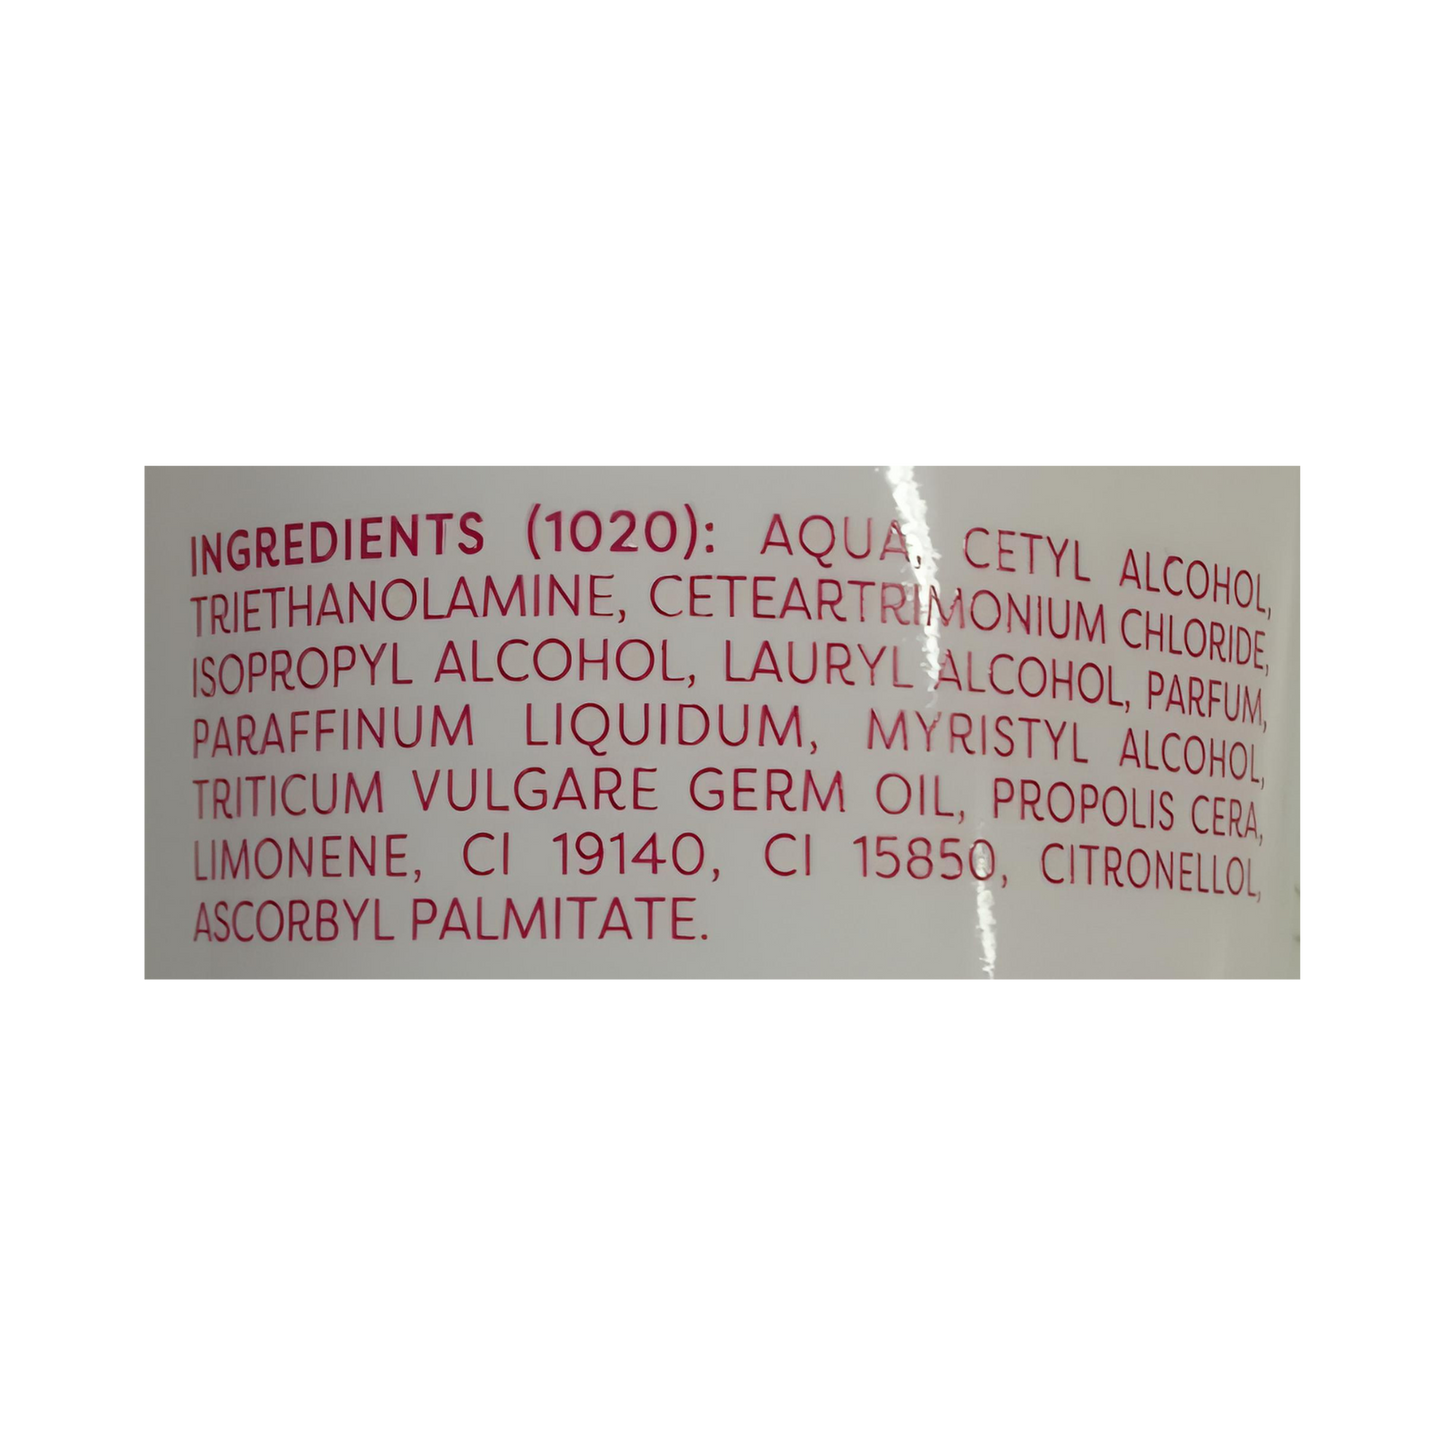 INGREDIENTS (1020): AQUA, CETYL ALCOHOL,
TRIETHANOLAMINE, CETEARTRIMONIUM CHLORIDE,
ISOPROPYL ALCOHOL, LAURYL ALCOHOL, PARFUM,
PARAFFINUM LIQUIDUM, MYRISTYL ALCOHOL,
TRITICUM VULGARE GERM OIL, PROPOLIS CERA,
LIMONENE, CI 19140, CI 15850, CITRONELLOL,
ASCORBYL PALMITATE.